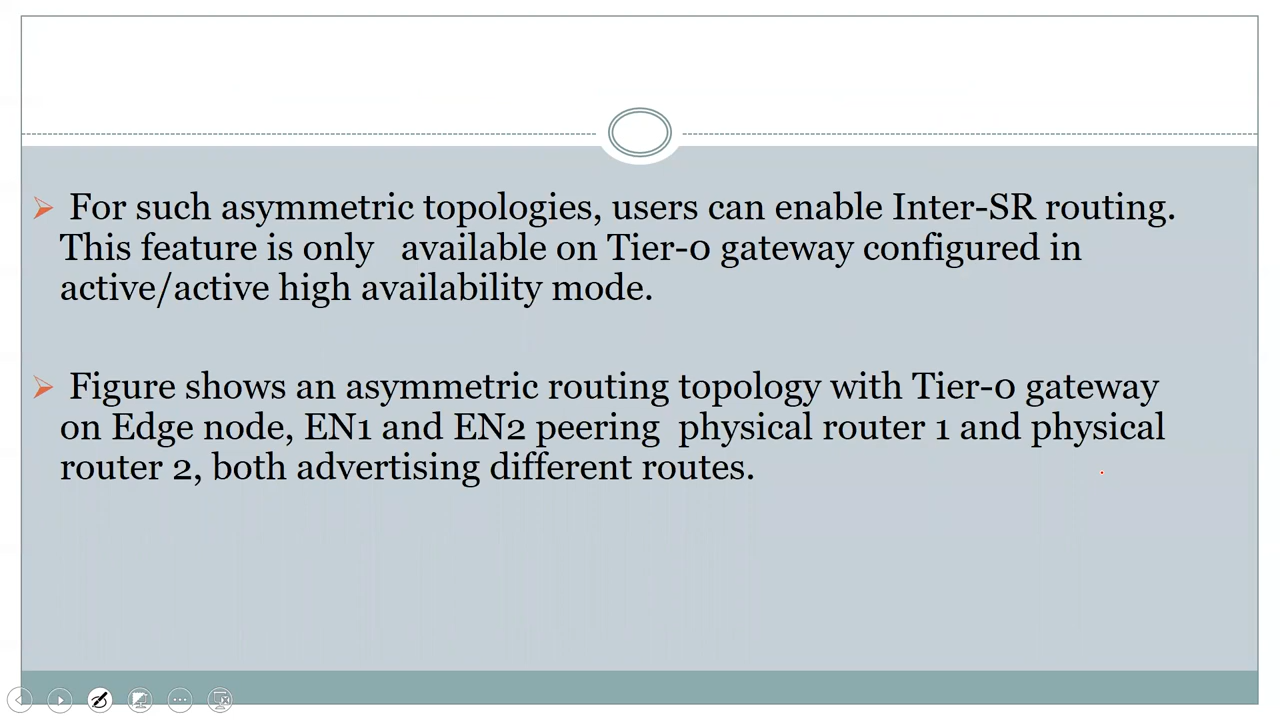 For such asymmetric topologies, users can enable Inter-SR routing.
This feature is only available on Tier-0 gateway configured in
active/active high availability mode.
Figure shows an asymmetric routing topology with Tier-0 gateway
on Edge node, EN1 and EN2 peering physical router 1 and physical
router 2, both advertising different routes.